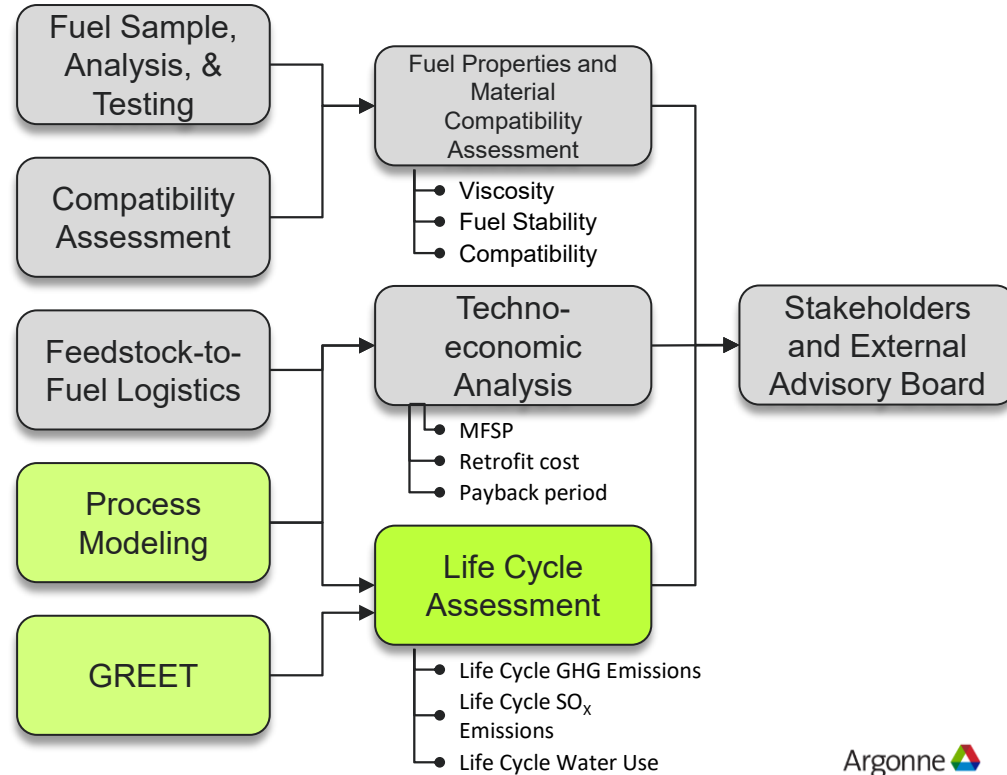 Fuel Sample,
Analysis, &
Testing
Compatibility
Assessment
Feedstock-to-
Fuel Logistics
Process
Modeling
GREET
Fuel Properties and
Material
Compatibility
Assessment
Viscosity
Fuel Stability
Compatibility
Techno-
economic
Analysis
MFSP
Retrofit cost
Payback period
Life Cycle
Assessment
Life Cycle GHG Emissions
Life Cycle SOX
Emissions
Life Cycle Water Use
Stakeholders
and External
Advisory Board
Argonne